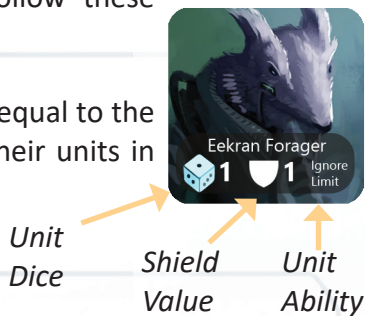 ollow these
equal to the
heir units in
Eekran Forager
1 1 Ignore
Limit
Unit
Dice
Shield
Value
Unit
Ability